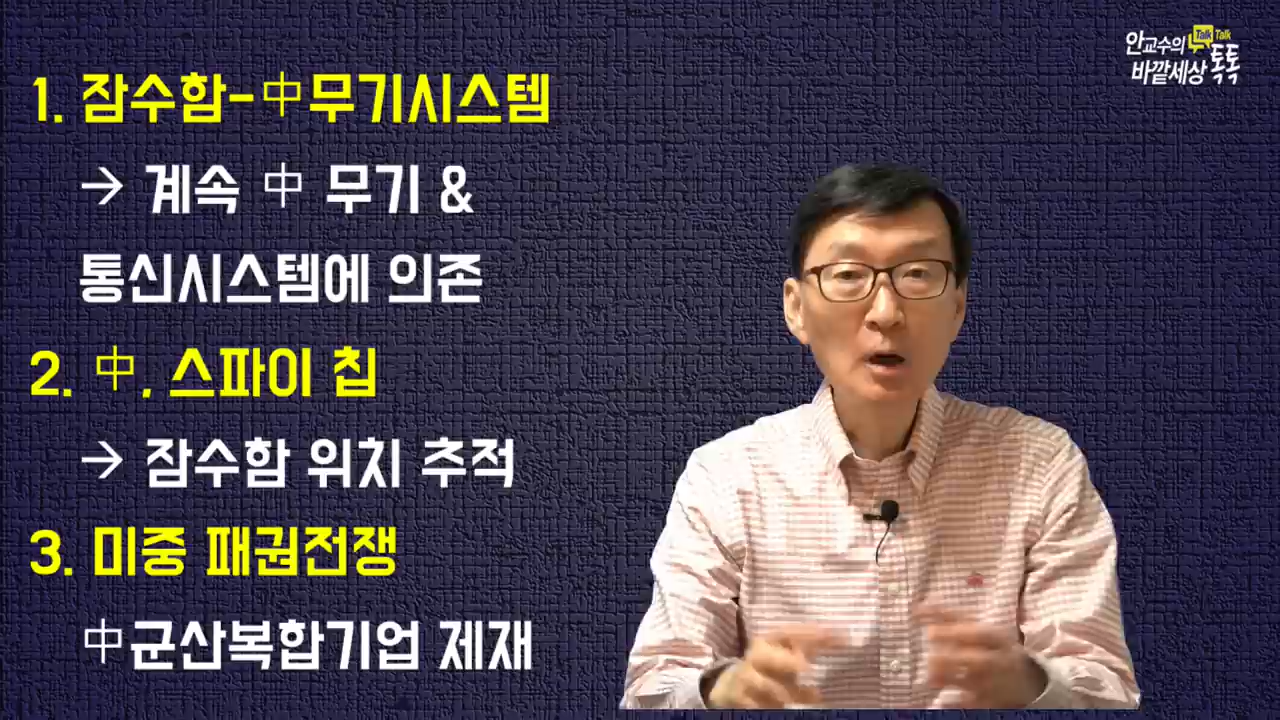 1. 잠수함-中무기시스템
→ 계속 中 무기 &
통신시스템에 의존
2. 中, 스파이 칩
→ 잠수함 위치 추적
3. 미중 패권전쟁
中군산복합기업 제재
안교수의 Talk Talk
바깥세상 톡톡